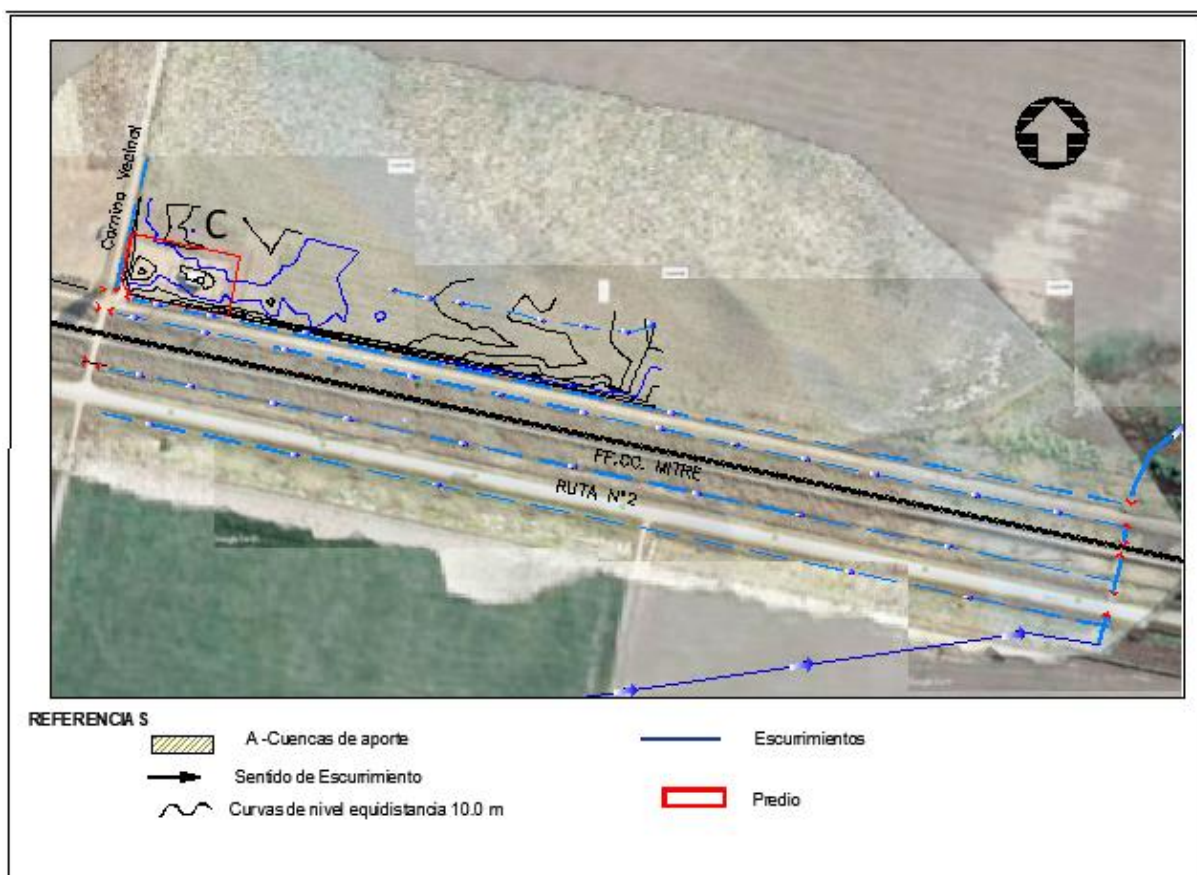 Camino Vecinal
C
FF.CC. MITRE
RUTA N°2
REFERENCIAS
A -Cuencas de aporte
Escurrimientos
Sentido de Escurrimiento
Predio
Curvas de nivel equidistancia 10.0 m